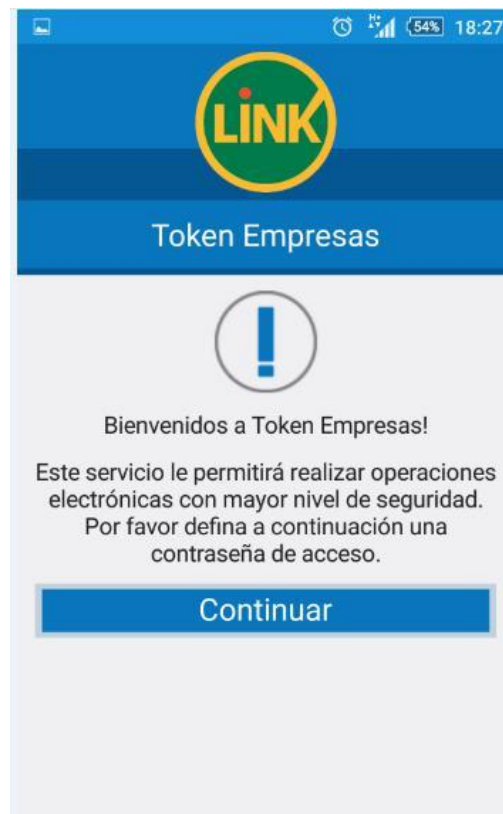 H+
54% 18:27
LINK
Token Empresas
Bienvenidos a Token Empresas!
Este servicio le permitirá realizar operaciones
electrónicas con mayor nivel de seguridad.
Por favor defina a continuación una
contraseña de acceso.
Continuar